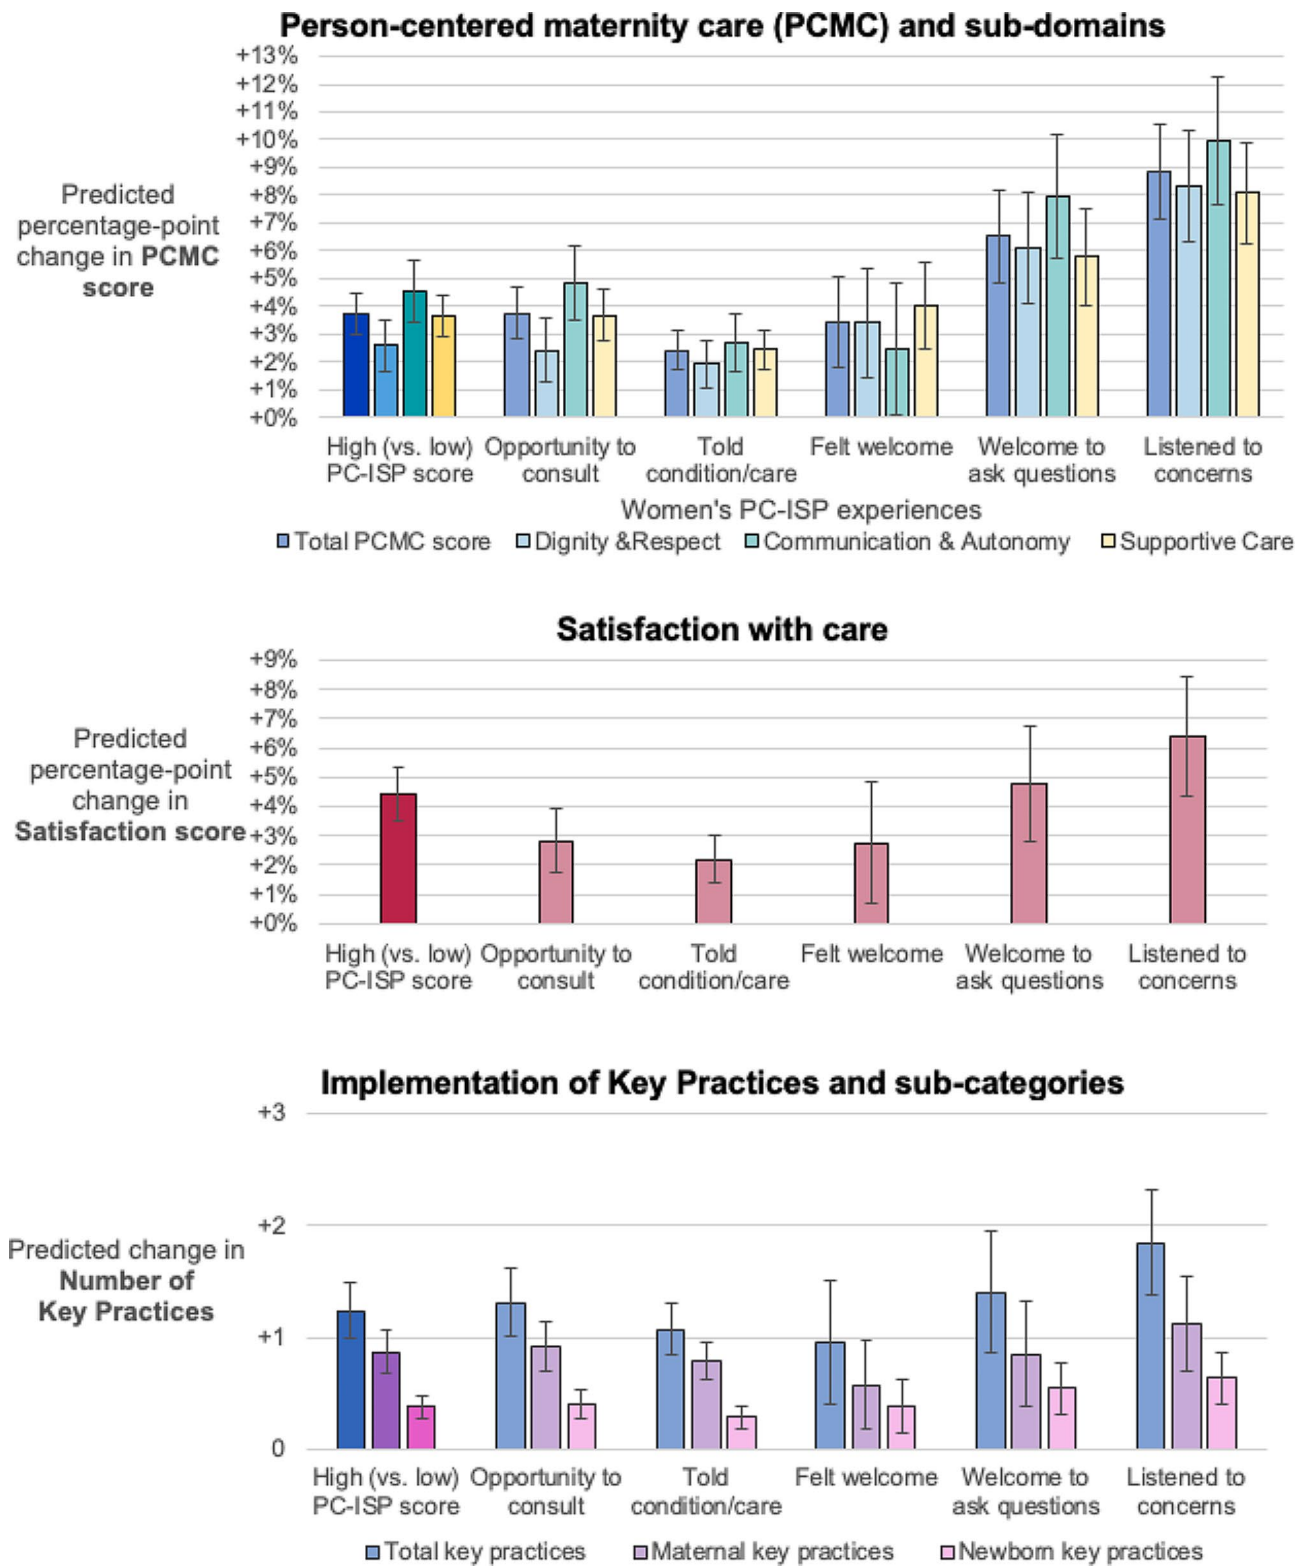 Person-centered maternity care (PCMC) and sub-domains
+13%
+12%
+11%
+10%
+9%
+8%
+7%
+6%
+5%
+4%
+3%
+2%
+1%
+0%
Predicted
percentage-point
change in PCMC
score
High (vs. low)
PC-ISP score
Opportunity to
consult
Told
condition/care
Felt welcome
Welcome to
ask questions
Listened to
concerns
Women's PC-ISP experiences
Total PCMC score
Dignity &Respect
Communication & Autonomy
Supportive Care
Satisfaction with care
+9%
+8%
+7%
+6%
+5%
+4%
+3%
+2%
+1%
+0%
Predicted
percentage-point
change in
Satisfaction score
High (vs. low)
PC-ISP score
Opportunity to
consult
Told
condition/care
Felt welcome
Welcome to
ask questions
Listened to
concerns
Implementation of Key Practices and sub-categories
+3
+2
+1
0
Predicted change in
Number of
Key Practices
High (vs. low)
PC-ISP score
Opportunity to
consult
Told
condition/care
Felt welcome
Welcome to
ask questions
Listened to
concerns
Total key practices
Maternal key practices
Newborn key practices